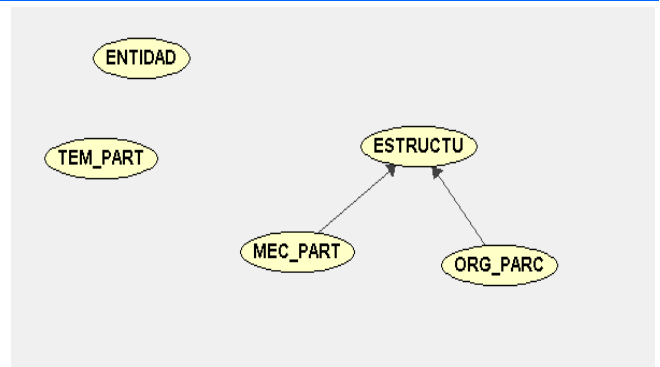 ENTIDAD
TEM_PART
ESTRUCTU
MEC_PART
ORG_PARC